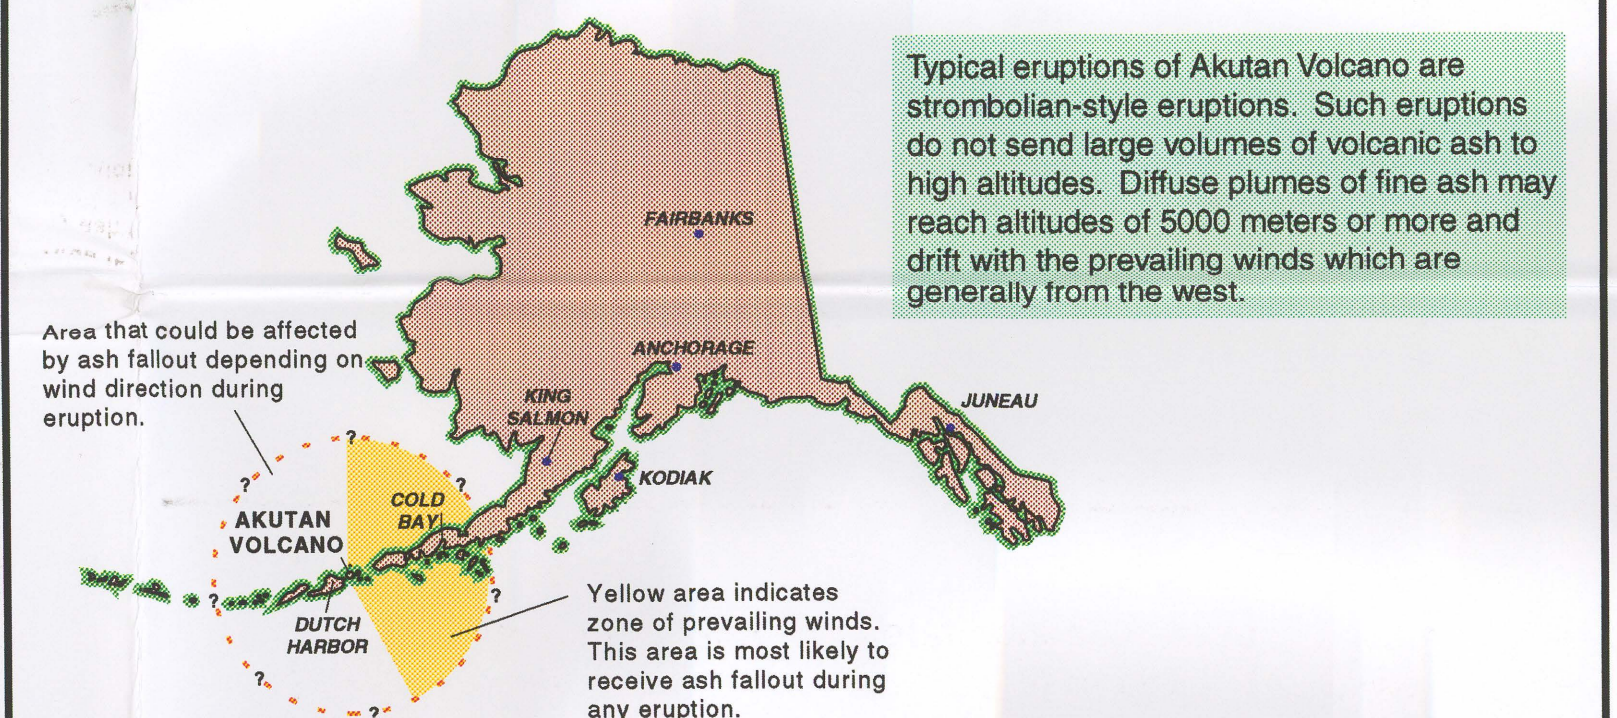 Typical eruptions of Akutan Volcano are
strombolian-style eruptions. Such eruptions
do not send large volumes of volcanic ash to
high altitudes. Diffuse plumes of fine ash may
reach altitudes of 5000 meters or more and
drift with the prevailing winds which are
generally from the west.
FAIRBANKS
Area that could be affected
by ash fallout depending on
wind direction during
eruption.
ANCHORAGE
KING
SALMON
JUNEAU
KODIAK
?
?
?
COLD
BAY
AKUTAN
VOLCANO
?
?
DUTCH
HARBOR
?
?
Yellow area indicates
zone of prevailing winds.
This area is most likely to
receive ash fallout during
any eruption.